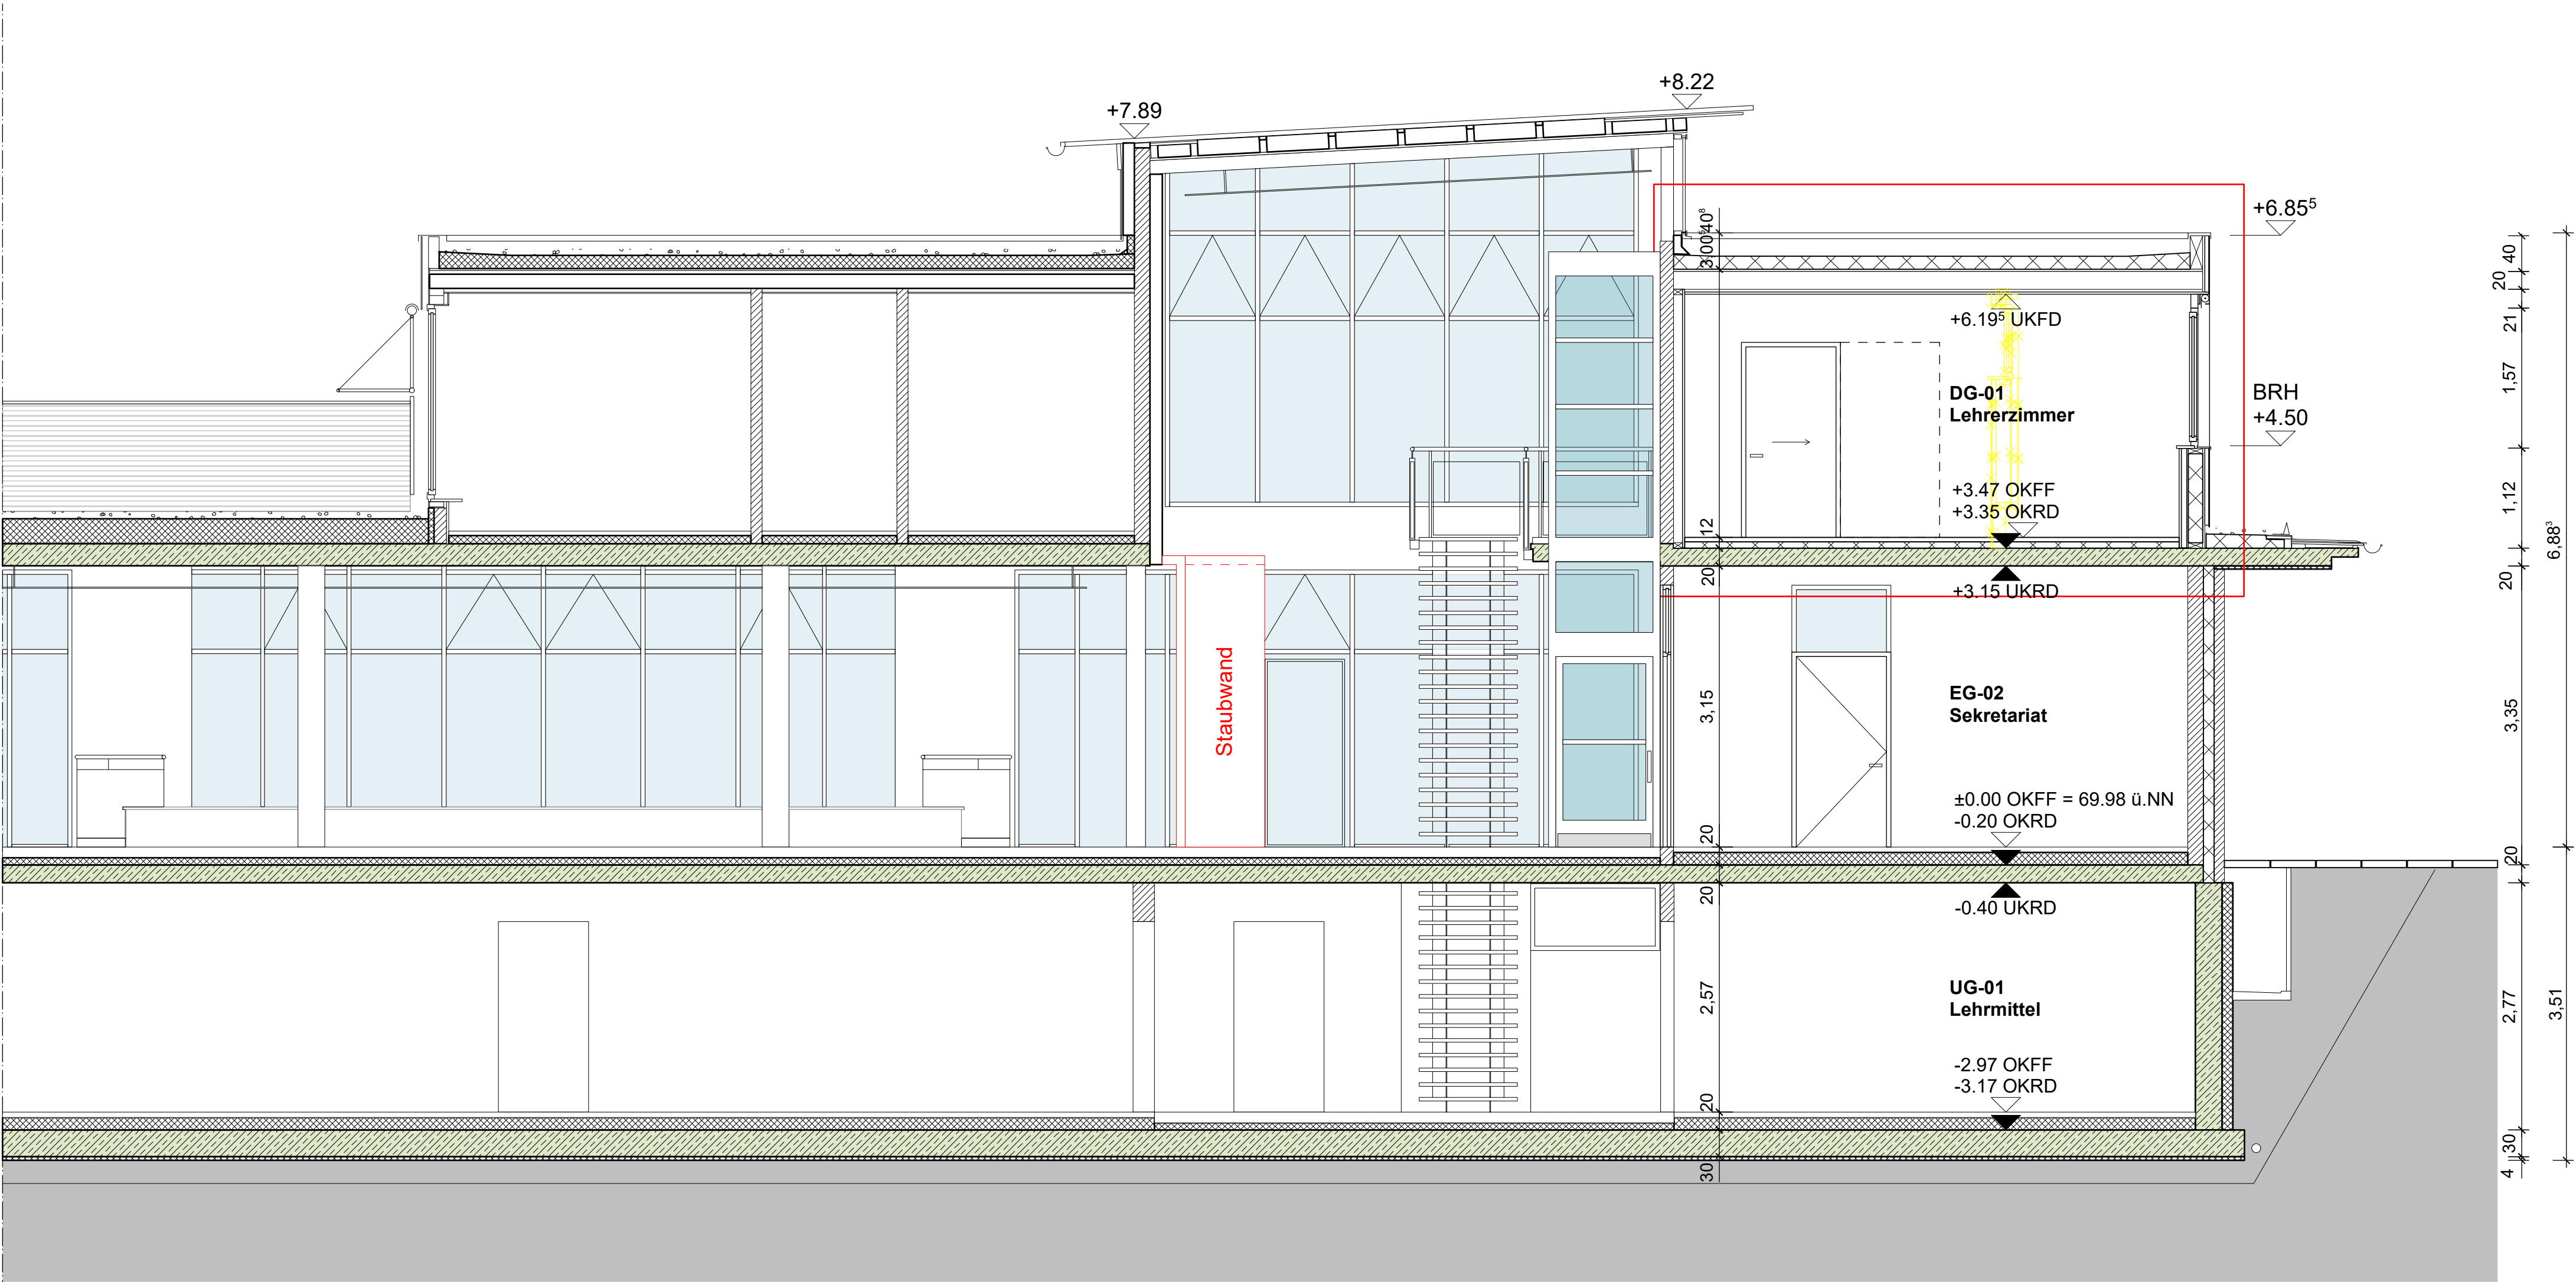 +7.89
+8.22
+6.85⁵
BRH
+4.50
+6.19⁵ UKFD
DG-01
Lehrerzimmer
+3.47 OKFF
+3.35 OKRD
+3.15 UKRD
EG-02
Sekretariat
±0.00 OKFF = 69.98 ü.NN
-0.20 OKRD
-0.40 UKRD
UG-01
Lehrmittel
-2.97 OKFF
-3.17 OKRD
Staubwand
40⁸
12
20
3,15
20
20
2,57
20
30
40
20
21
1,57
1,12
20
3,35
20
2,77
30
4
6,88³
3,51